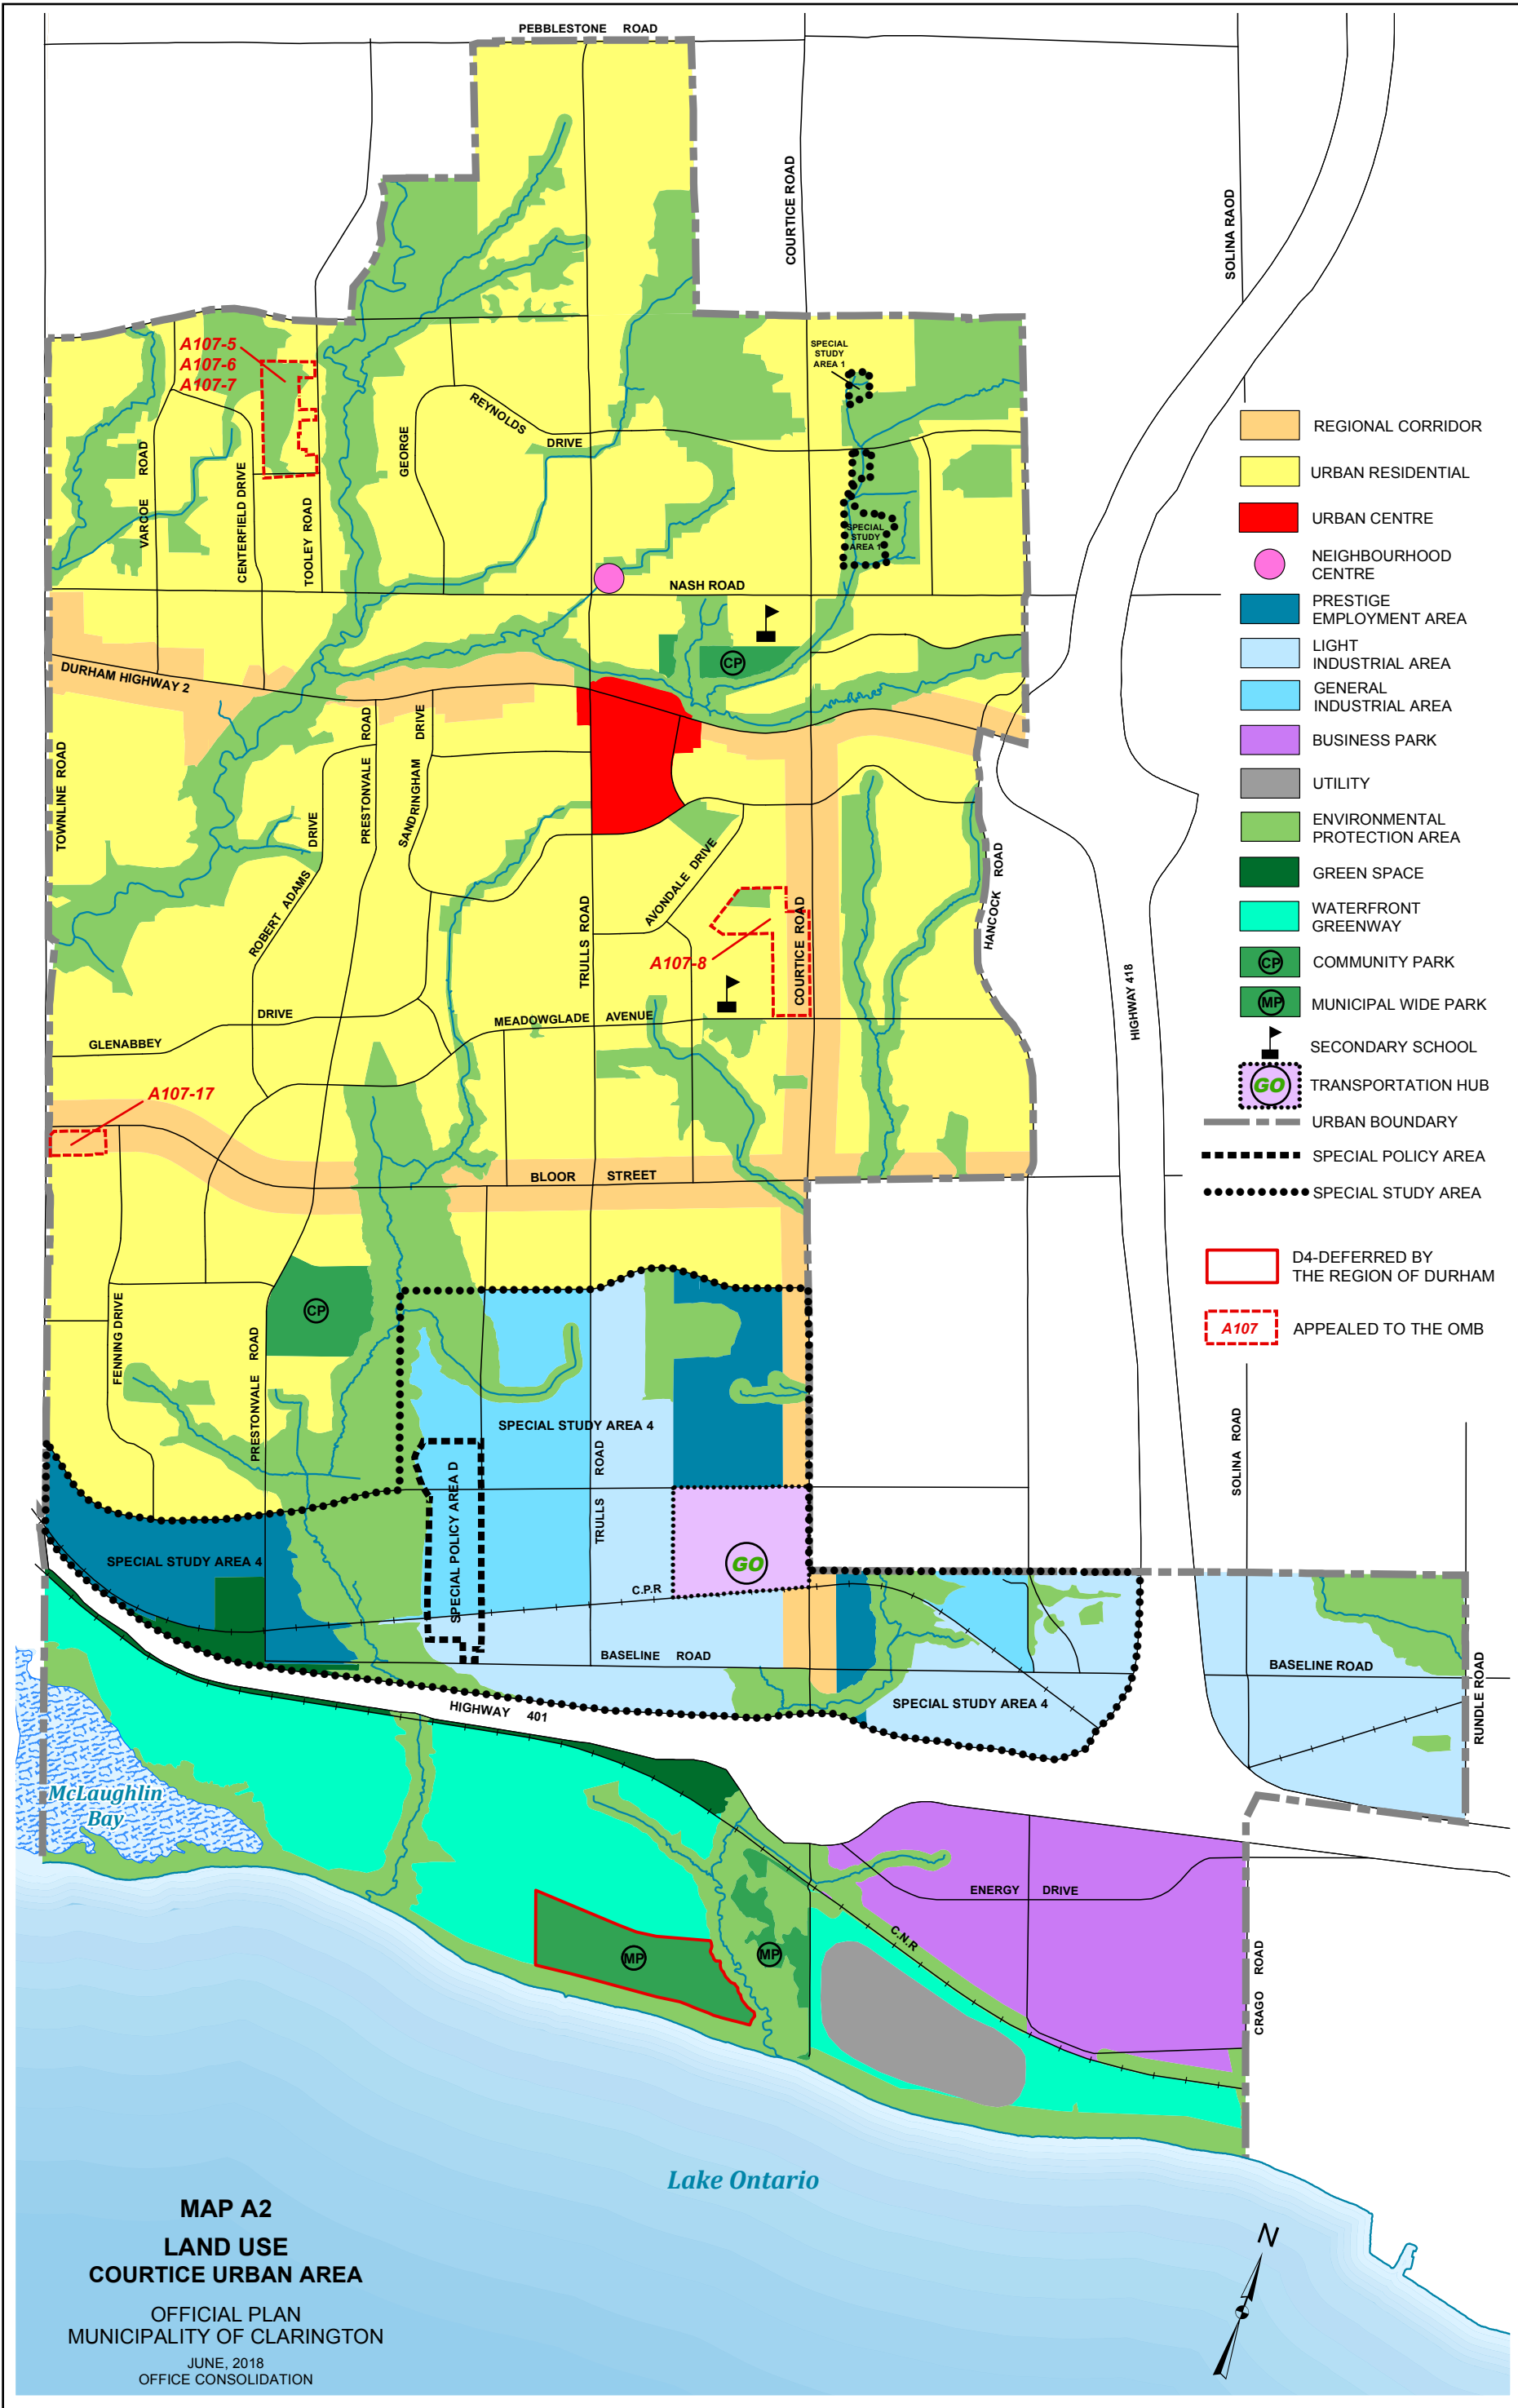 PEBBLESTONE ROAD
COURTICE ROAD
SOLINA RAOD
A107-5
A107-6
A107-7
SPECIAL
STUDY
AREA 1
REYNOLDS
DRIVE
GEORGE
VARCOE ROAD
CENTERFIELD DRIVE
TOOLEY ROAD
SPECIAL
STUDY
AREA 1
NASH ROAD
CP
DURHAM HIGHWAY 2
TOWNLINE ROAD
PRESTONVALE ROAD
SANDRINGHAM DRIVE
ROBERT ADAMS DRIVE
TRULLS ROAD
AVONDALE DRIVE
COURTICE ROAD
HANCOCK ROAD
HIGHWAY 418
A107-8
DRIVE
GLENABBEY
MEADOWGLADE AVENUE
A107-17
BLOOR STREET
CP
FENNING DRIVE
PRESTONVALE ROAD
SPECIAL STUDY AREA 4
TRULLS ROAD
SPECIAL POLICY AREA D
SPECIAL STUDY AREA 4
GO
C.P.R
BASELINE ROAD
SPECIAL STUDY AREA 4
HIGHWAY 401
SOLINA ROAD
BASELINE ROAD
RUNDLE ROAD
McLaughlin
Bay
ENERGY DRIVE
C.N.R
MP
MP
CRAGO ROAD
Lake Ontario
REGIONAL CORRIDOR
URBAN RESIDENTIAL
URBAN CENTRE
NEIGHBOURHOOD
CENTRE
PRESTIGE
EMPLOYMENT AREA
LIGHT
INDUSTRIAL AREA
GENERAL
INDUSTRIAL AREA
BUSINESS PARK
UTILITY
ENVIRONMENTAL
PROTECTION AREA
GREEN SPACE
WATERFRONT
GREENWAY
CP COMMUNITY PARK
MP MUNICIPAL WIDE PARK
SECONDARY SCHOOL
GO TRANSPORTATION HUB
URBAN BOUNDARY
SPECIAL POLICY AREA
SPECIAL STUDY AREA
D4-DEFERRED BY
THE REGION OF DURHAM
A107 APPEALED TO THE OMB
MAP A2
LAND USE
COURTICE URBAN AREA
OFFICIAL PLAN
MUNICIPALITY OF CLARINGTON
JUNE, 2018
OFFICE CONSOLIDATION
N